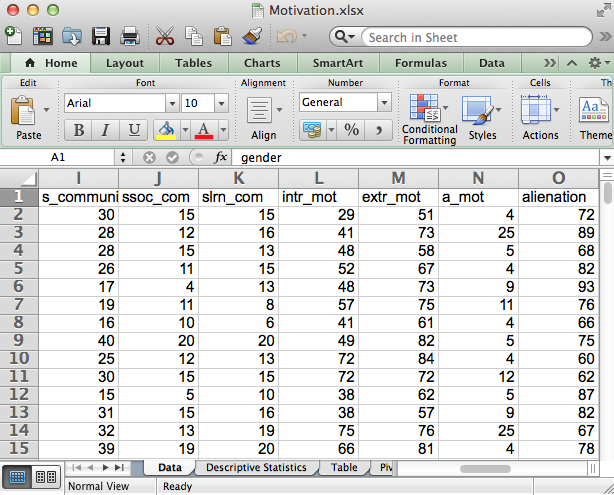 Motivation.xlsx
Search in Sheet
Home Layout Tables Charts SmartArt Formulas Data
Edit Font Alignment Number Format Cells Th
Arial 10 General
B I U A % ,
Paste Align Conditional Formatting Styles Actions Aa Theme
A1 fx gender
I J K L M N O
1 s_communi ssoc_com slrn_com intr_mot extr_mot a_mot alienation
2 30 15 15 29 51 4 72
3 28 12 16 41 73 25 89
4 28 15 13 48 58 5 68
5 26 11 15 52 67 4 82
6 17 4 13 48 73 9 93
7 19 11 8 57 75 11 76
8 16 10 6 41 61 4 66
9 40 20 20 49 82 5 75
10 25 12 13 72 84 4 60
11 30 15 15 72 72 12 62
12 15 5 10 38 62 5 87
13 31 15 16 38 57 9 82
14 32 13 19 75 76 25 67
15 39 19 20 66 81 4 78
Data Descriptive Statistics Table Piv
Normal View Ready